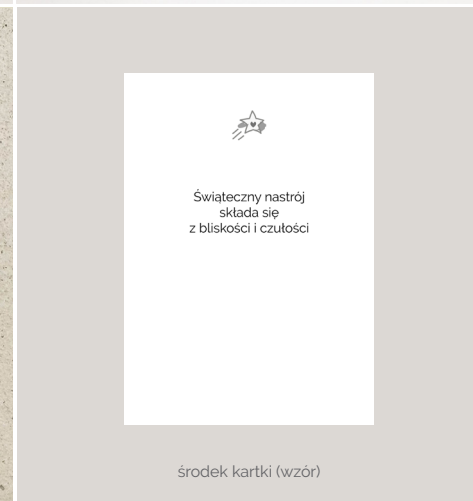 Świąteczny nastrój
składa się
z bliskości i czułości
środek kartki (wzór)